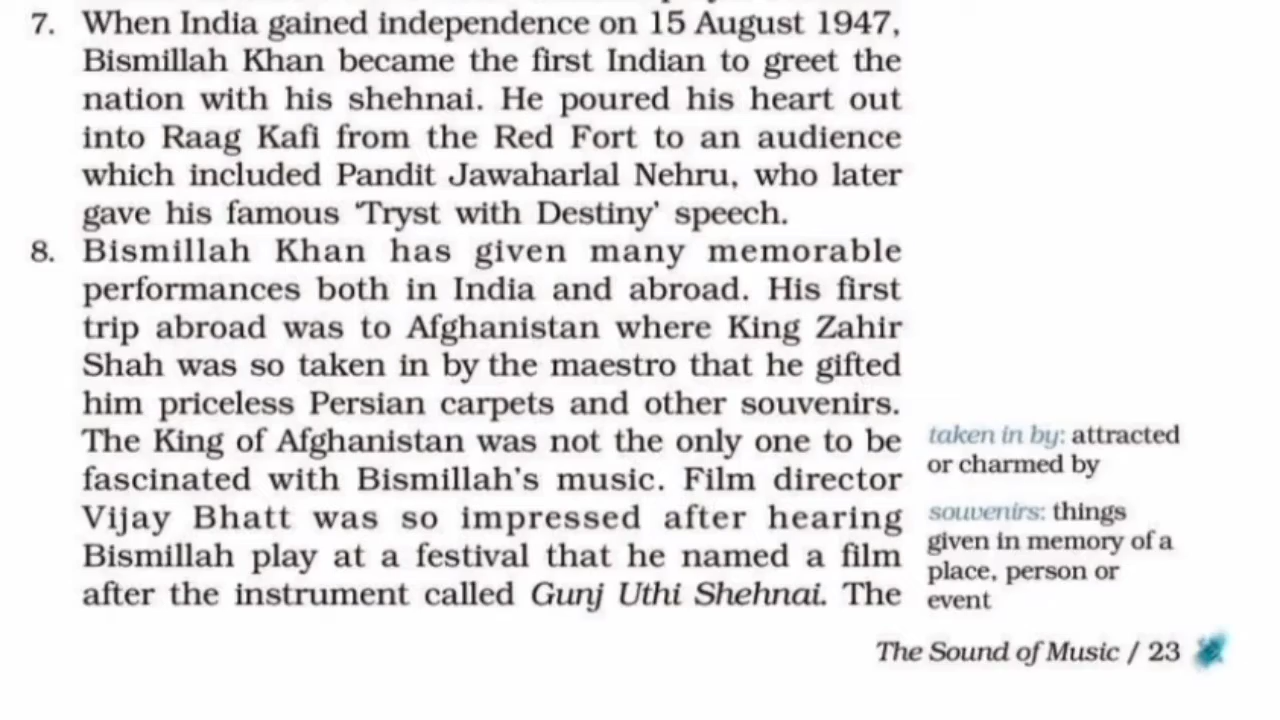 7. When India gained independence on 15 August 1947,
Bismillah Khan became the first Indian to greet the
nation with his shehnai. He poured his heart out
into Raag Kafi from the Red Fort to an audience
which included Pandit Jawaharlal Nehru, who later
gave his famous ‘Tryst with Destiny’ speech.
8. Bismillah Khan has given many memorable
performances both in India and abroad. His first
trip abroad was to Afghanistan where King Zahir
Shah was so taken in by the maestro that he gifted
him priceless Persian carpets and other souvenirs.
The King of Afghanistan was not the only one to be
fascinated with Bismillah’s music. Film director
Vijay Bhatt was so impressed after hearing
Bismillah play at a festival that he named a film
after the instrument called Gunj Uthi Shehnai. The
taken in by: attracted
or charmed by
souvenirs: things
given in memory of a
place, person or
event
The Sound of Music / 23